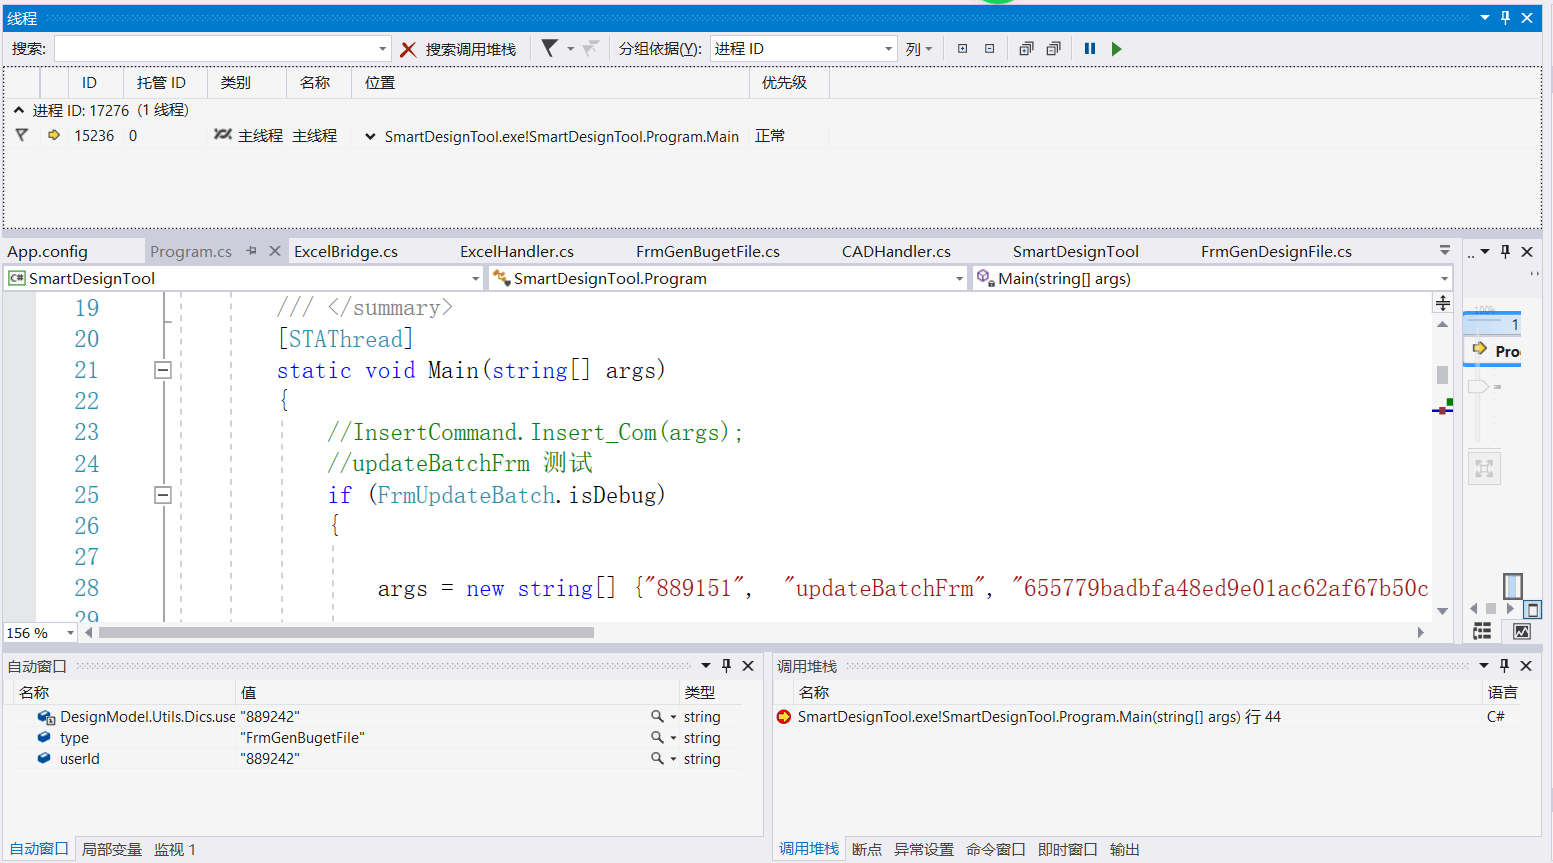 线程
搜索: 搜索调用堆栈 分组依据(Y): 进程 ID 列
ID 托管 ID 类别 名称 位置 优先级
进程 ID: 17276 (1 线程)
15236 0 主线程 主线程 SmartDesignTool.exe!SmartDesignTool.Program.Main 正常
App.config Program.cs ExcelBridge.cs ExcelHandler.cs FrmGenBugetFile.cs CADHandler.cs SmartDesignTool FrmGenDesignFile.cs
C# SmartDesignTool SmartDesignTool.Program Main(string[] args)
19 /// </summary>
20 [STAThread]
21 static void Main(string[] args)
22 {
23 //InsertCommand.Insert_Com(args);
24 //updateBatchFrm 测试
25 if (FrmUpdateBatch.isDebug)
26 {
27
28 args = new string[] {"889151", "updateBatchFrm", "655779badbfa48ed9e01ac62af67b50c
29
156 %
100%
1
Pro
自动窗口
名称 值 类型
DesignModel.Utils.Dics.use "889242" string
type "FrmGenBugetFile" string
userId "889242" string
自动窗口 局部变量 监视 1
调用堆栈
名称 语言
SmartDesignTool.exe!SmartDesignTool.Program.Main(string[] args) 行 44 C#
调用堆栈 断点 异常设置 命令窗口 即时窗口 输出